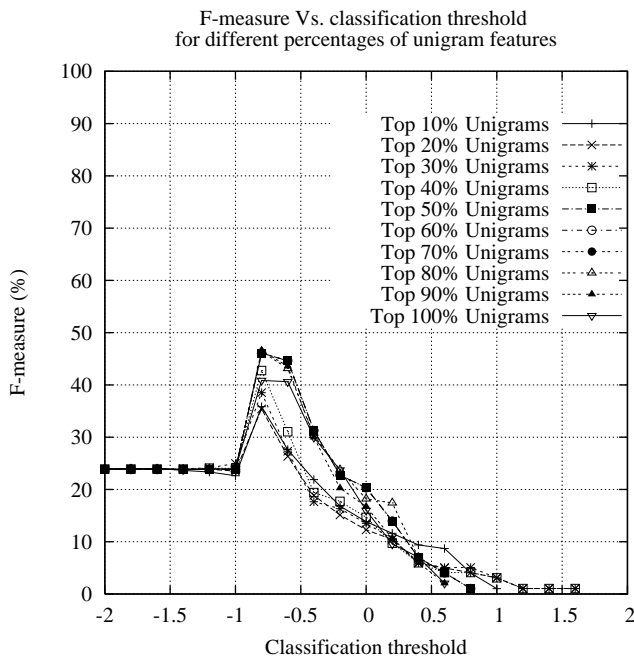 F-measure Vs. classification threshold
for different percentages of unigram features
100
90
80
70
60
50
40
30
20
10
0
F-measure (%)
Top 10% Unigrams
Top 20% Unigrams
Top 30% Unigrams
Top 40% Unigrams
Top 50% Unigrams
Top 60% Unigrams
Top 70% Unigrams
Top 80% Unigrams
Top 90% Unigrams
Top 100% Unigrams
-2 -1.5 -1 -0.5 0 0.5 1 1.5 2
Classification threshold